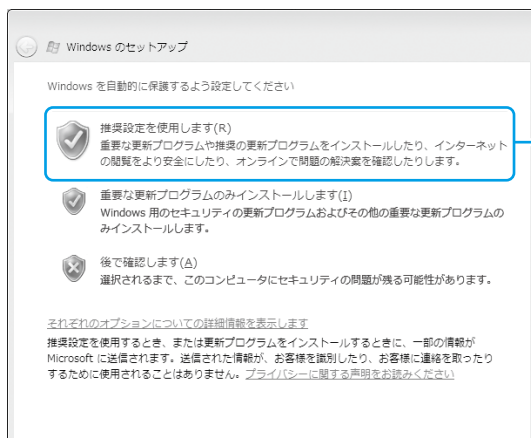 Windows のセットアップ
Windows を自動的に保護するよう設定してください
推奨設定を使用します(R)
重要な更新プログラムや推奨の更新プログラムをインストールしたり、インターネット
の閲覧をより安全にしたり、オンラインで問題の解決案を確認したりします。
重要な更新プログラムのみインストールします(I)
Windows 用のセキュリティの更新プログラムおよびその他の重要な更新プログラムの
みインストールします。
後で確認します(A)
選択されるまで、このコンピュータにセキュリティの問題が残る可能性があります。
それぞれのオプションについての詳細情報を表示します
推奨設定を使用するとき、または更新プログラムをインストールするときに、一部の情報が
Microsoft に送信されます。送信された情報が、お客様を識別したり、お客様に連絡を取ったり
するために使用されることはありません。プライバシーに関する声明をお読みください